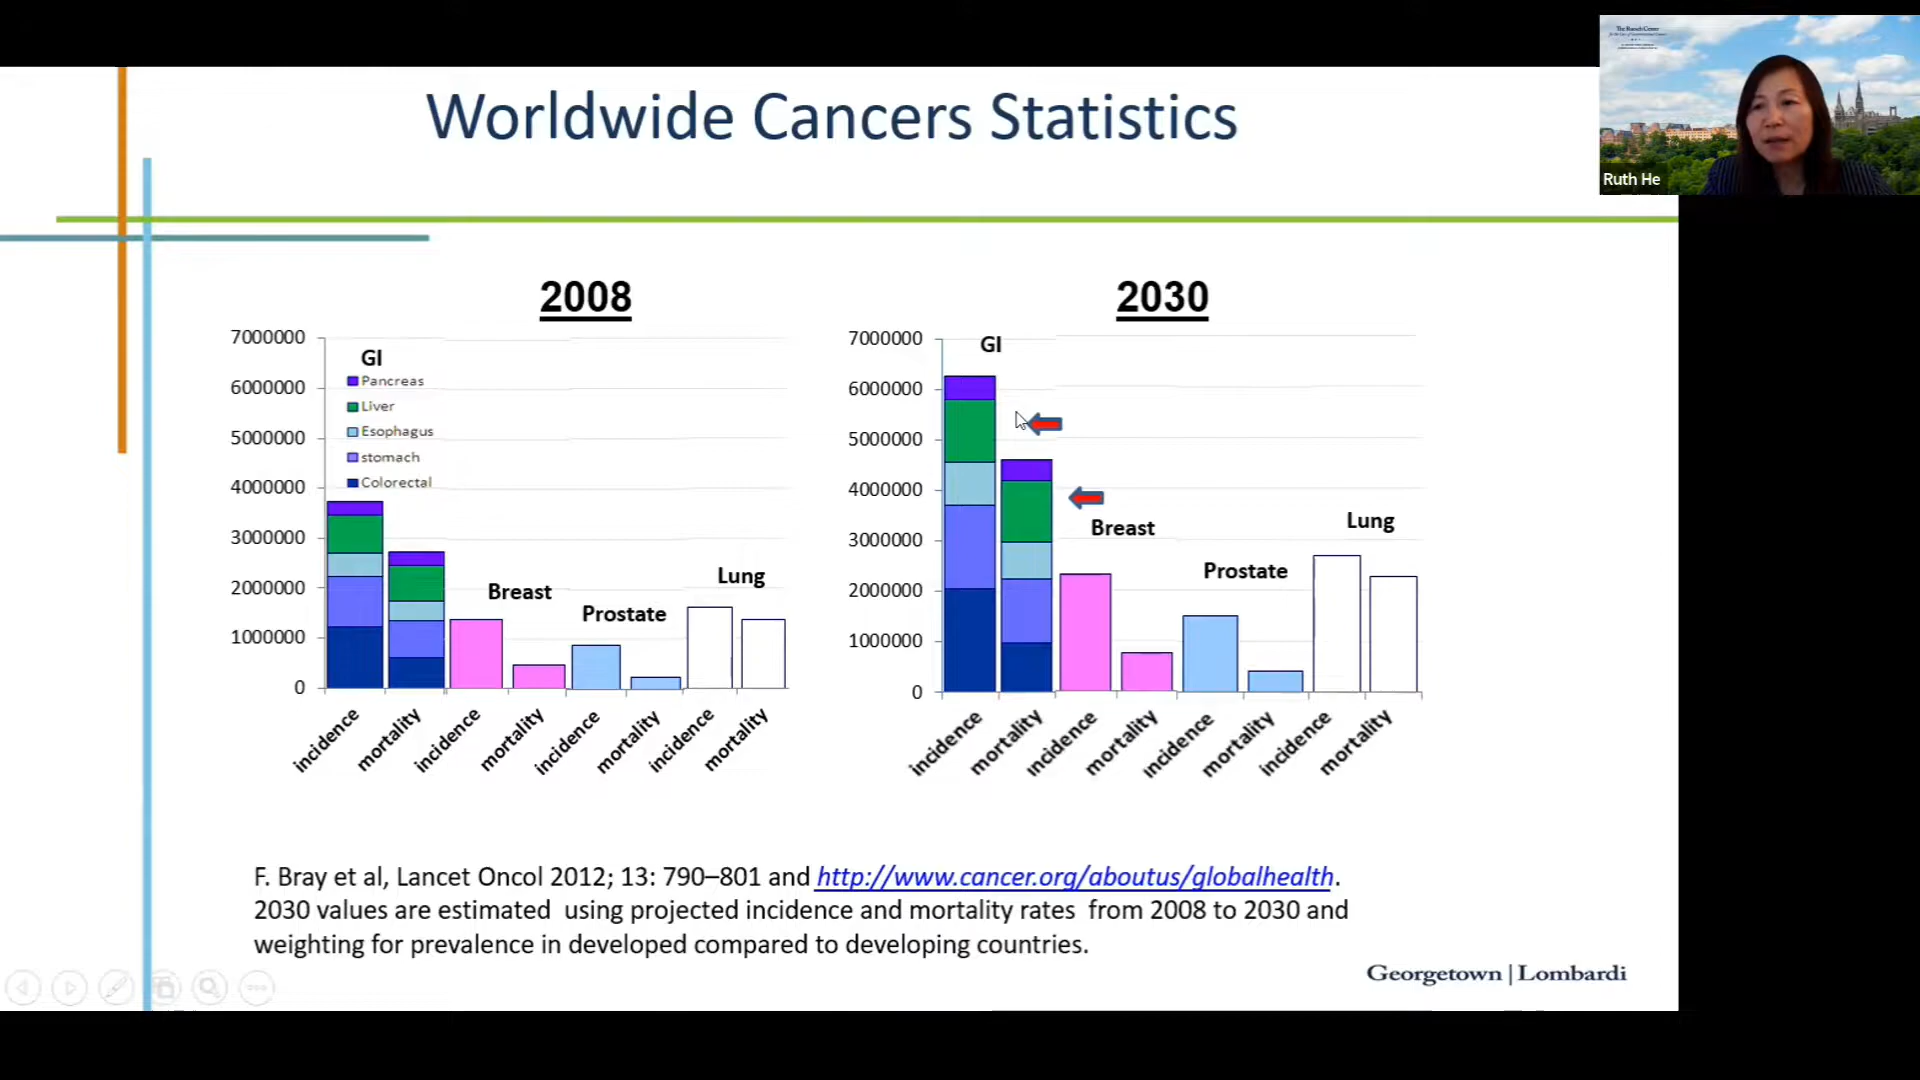 Worldwide Cancers Statistics
Ruth He
2008
7000000
6000000
5000000
4000000
3000000
2000000
1000000
0
GI
Pancreas
Liver
Esophagus
stomach
Colorectal
Breast
Prostate
Lung
incidence
mortality
incidence
mortality
incidence
mortality
incidence
mortality
2030
7000000
6000000
5000000
4000000
3000000
2000000
1000000
0
GI
Breast
Prostate
Lung
incidence
mortality
incidence
mortality
incidence
mortality
incidence
mortality
F. Bray et al, Lancet Oncol 2012; 13: 790–801 and http://www.cancer.org/aboutus/globalhealth.
2030 values are estimated using projected incidence and mortality rates from 2008 to 2030 and
weighting for prevalence in developed compared to developing countries.
Georgetown | Lombardi